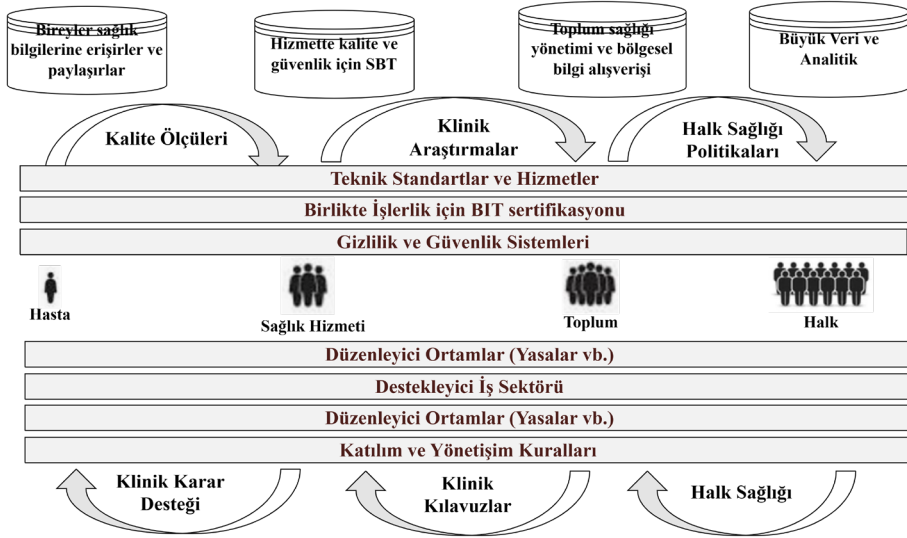 Bireyler sağlık
bilgilerine erişirler ve
paylaşırlar
Hizmette kalite ve
güvenlik için SBT
Toplum sağlığı
yönetimi ve bölgesel
bilgi alışverişi
Büyük Veri ve
Analitik
Kalite Ölçüleri
Klinik
Araştırmalar
Halk Sağlığı
Politikaları
Teknik Standartlar ve Hizmetler
Birlikte İşlerlik için BIT sertifikasyonu
Gizlilik ve Güvenlik Sistemleri
Hasta
Sağlık Hizmeti
Toplum
Halk
Düzenleyici Ortamlar (Yasalar vb.)
Destekleyici İş Sektörü
Düzenleyici Ortamlar (Yasalar vb.)
Katılım ve Yönetişim Kuralları
Klinik Karar
Desteği
Klinik
Kılavuzlar
Halk Sağlığı